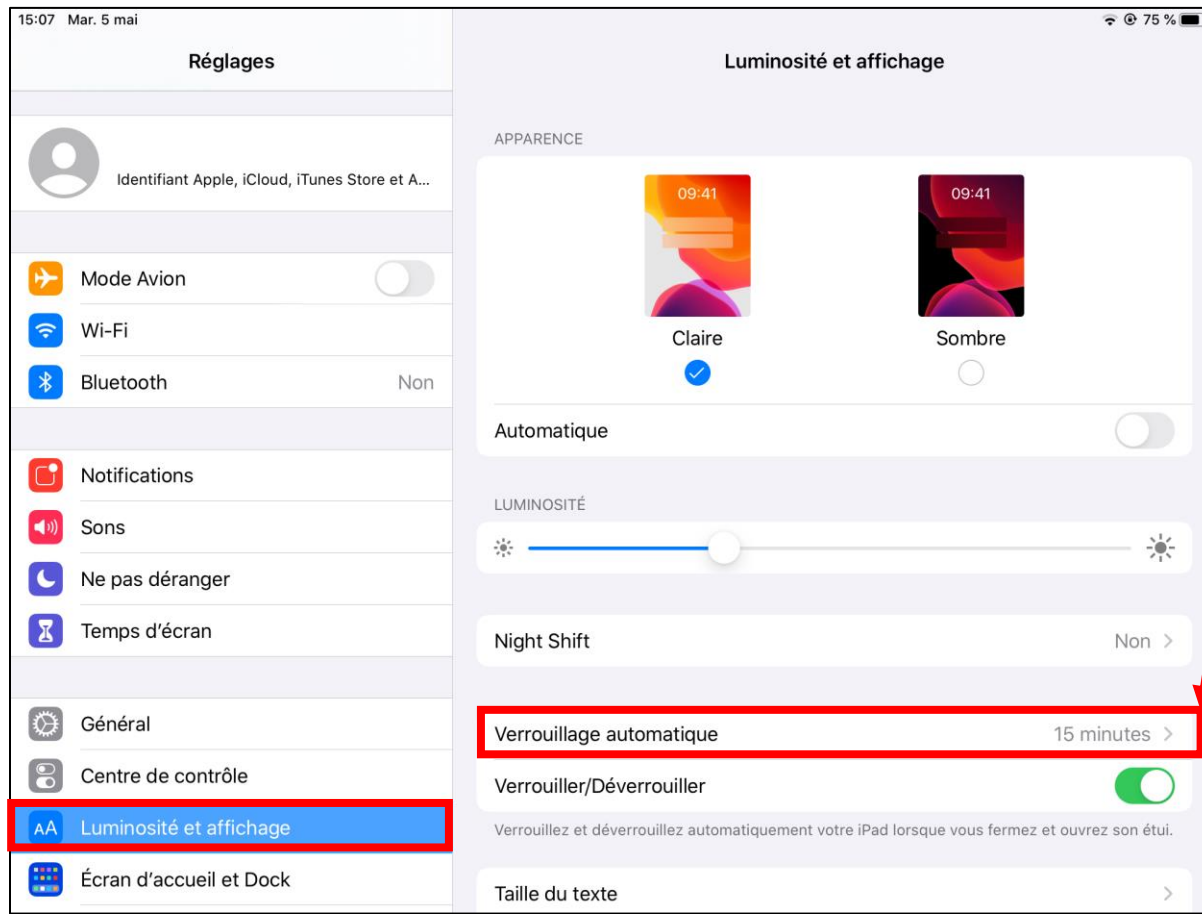 15:07 Mar. 5 mai
75 %
Réglages
Identifiant Apple, iCloud, iTunes Store et A...
Mode Avion
Wi-Fi
Bluetooth Non
Notifications
Sons
Ne pas déranger
Temps d'écran
Général
Centre de contrôle
AA Luminosité et affichage
Écran d'accueil et Dock
Luminosité et affichage
APPARENCE
09:41 09:41
Claire Sombre
Automatique
LUMINOSITÉ
Night Shift Non
Verrouillage automatique 15 minutes
Verrouiller/Déverrouiller
Verrouillez et déverrouillez automatiquement votre iPad lorsque vous fermez et ouvrez son étui.
Taille du texte